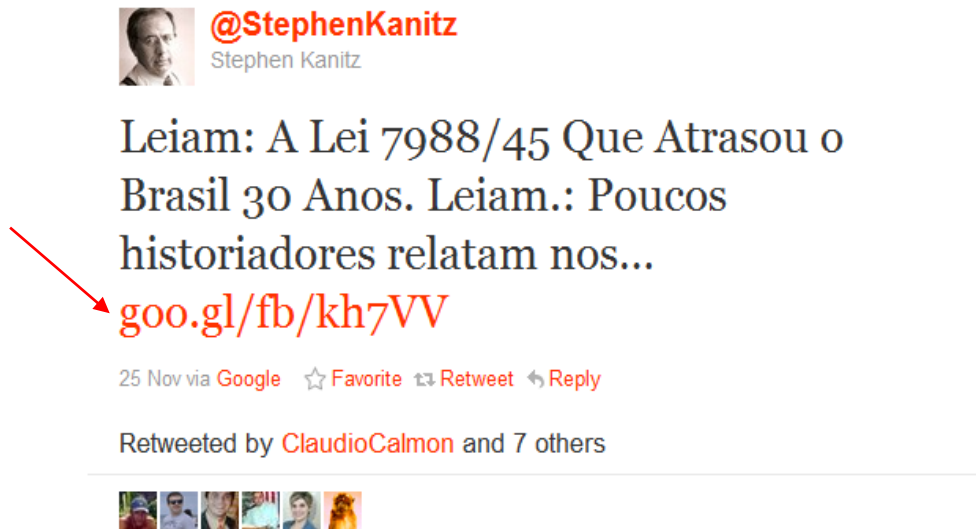 @StephenKanitz
Stephen Kanitz
Leiam: A Lei 7988/45 Que Atrasou o
Brasil 30 Anos. Leiam.: Poucos
historiadores relatam nos...
goo.gl/fb/kh7VV
25 Nov via Google Favorite Retweet Reply
Retweeted by ClaudioCalmon and 7 others